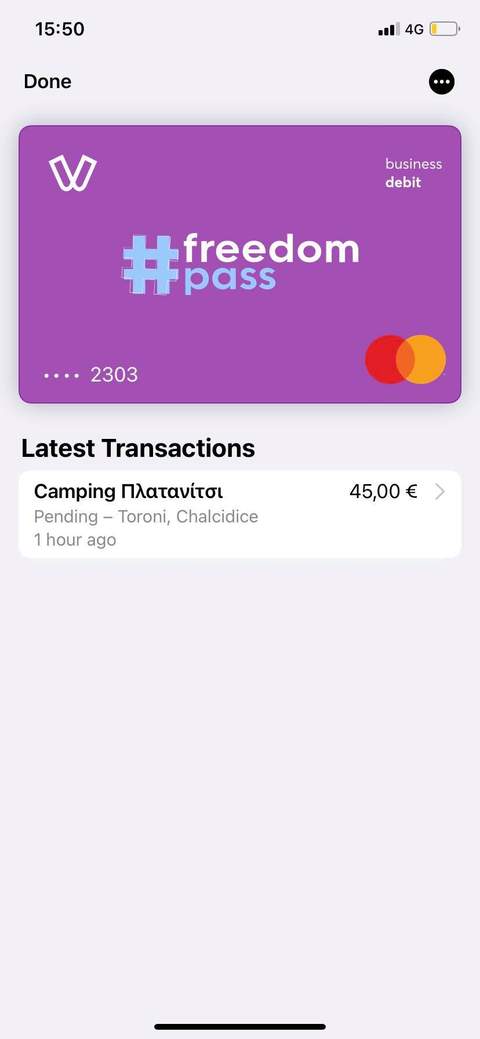 15:50
4G
Done
business
debit
#freedom
pass
•••• 2303
Latest Transactions
Camping Πλατανίτσι 45,00 €
Pending – Toroni, Chalcidice
1 hour ago